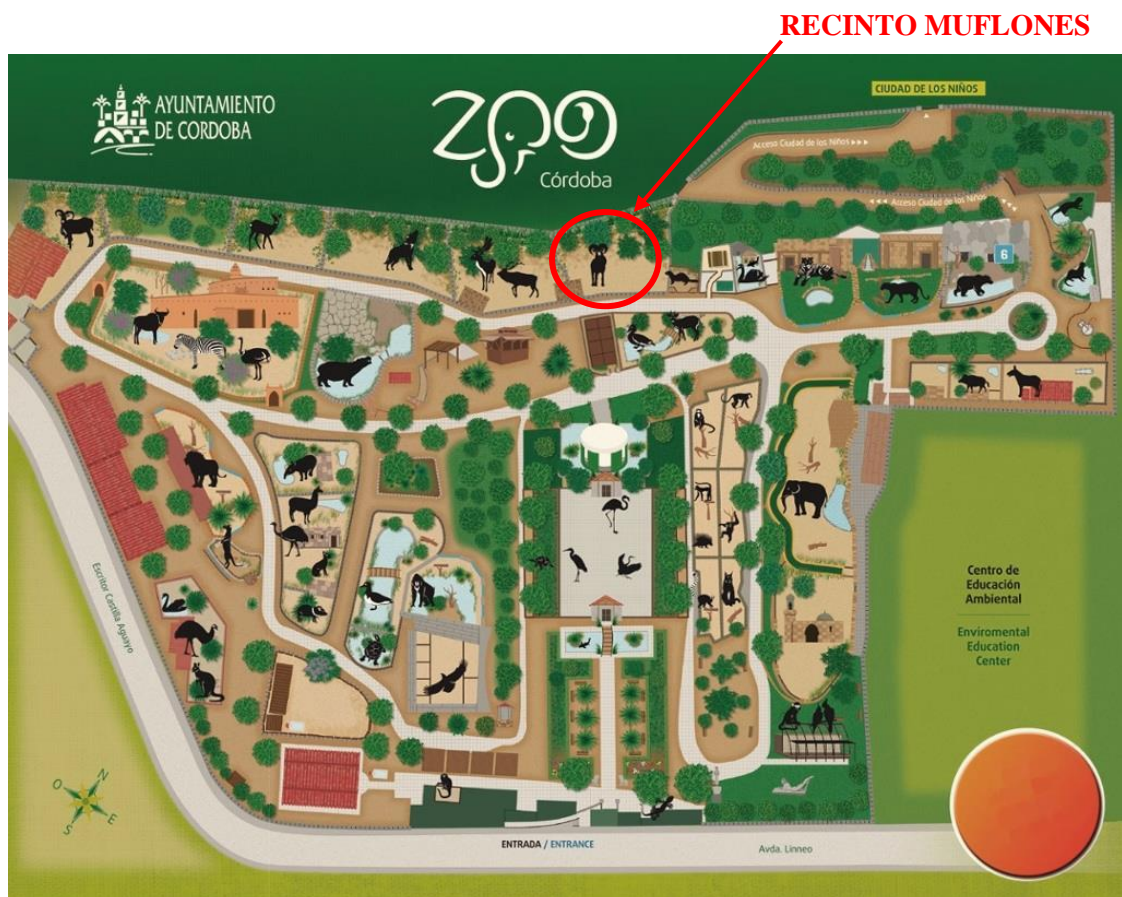 RECINTO MUFLONES
CIUDAD DE LOS NIÑOS
AYUNTAMIENTO
DE CORDOBA
ZOO
Córdoba
Acceso Ciudad de los Niños ►►►
◄◄◄ Acceso Ciudad de los Niños
6
Escritor Castilla Aguayo
Centro de
Educación
Ambiental
Enviromental
Education
Center
N
O
E
S
ENTRADA / ENTRANCE
Avda. Linneo